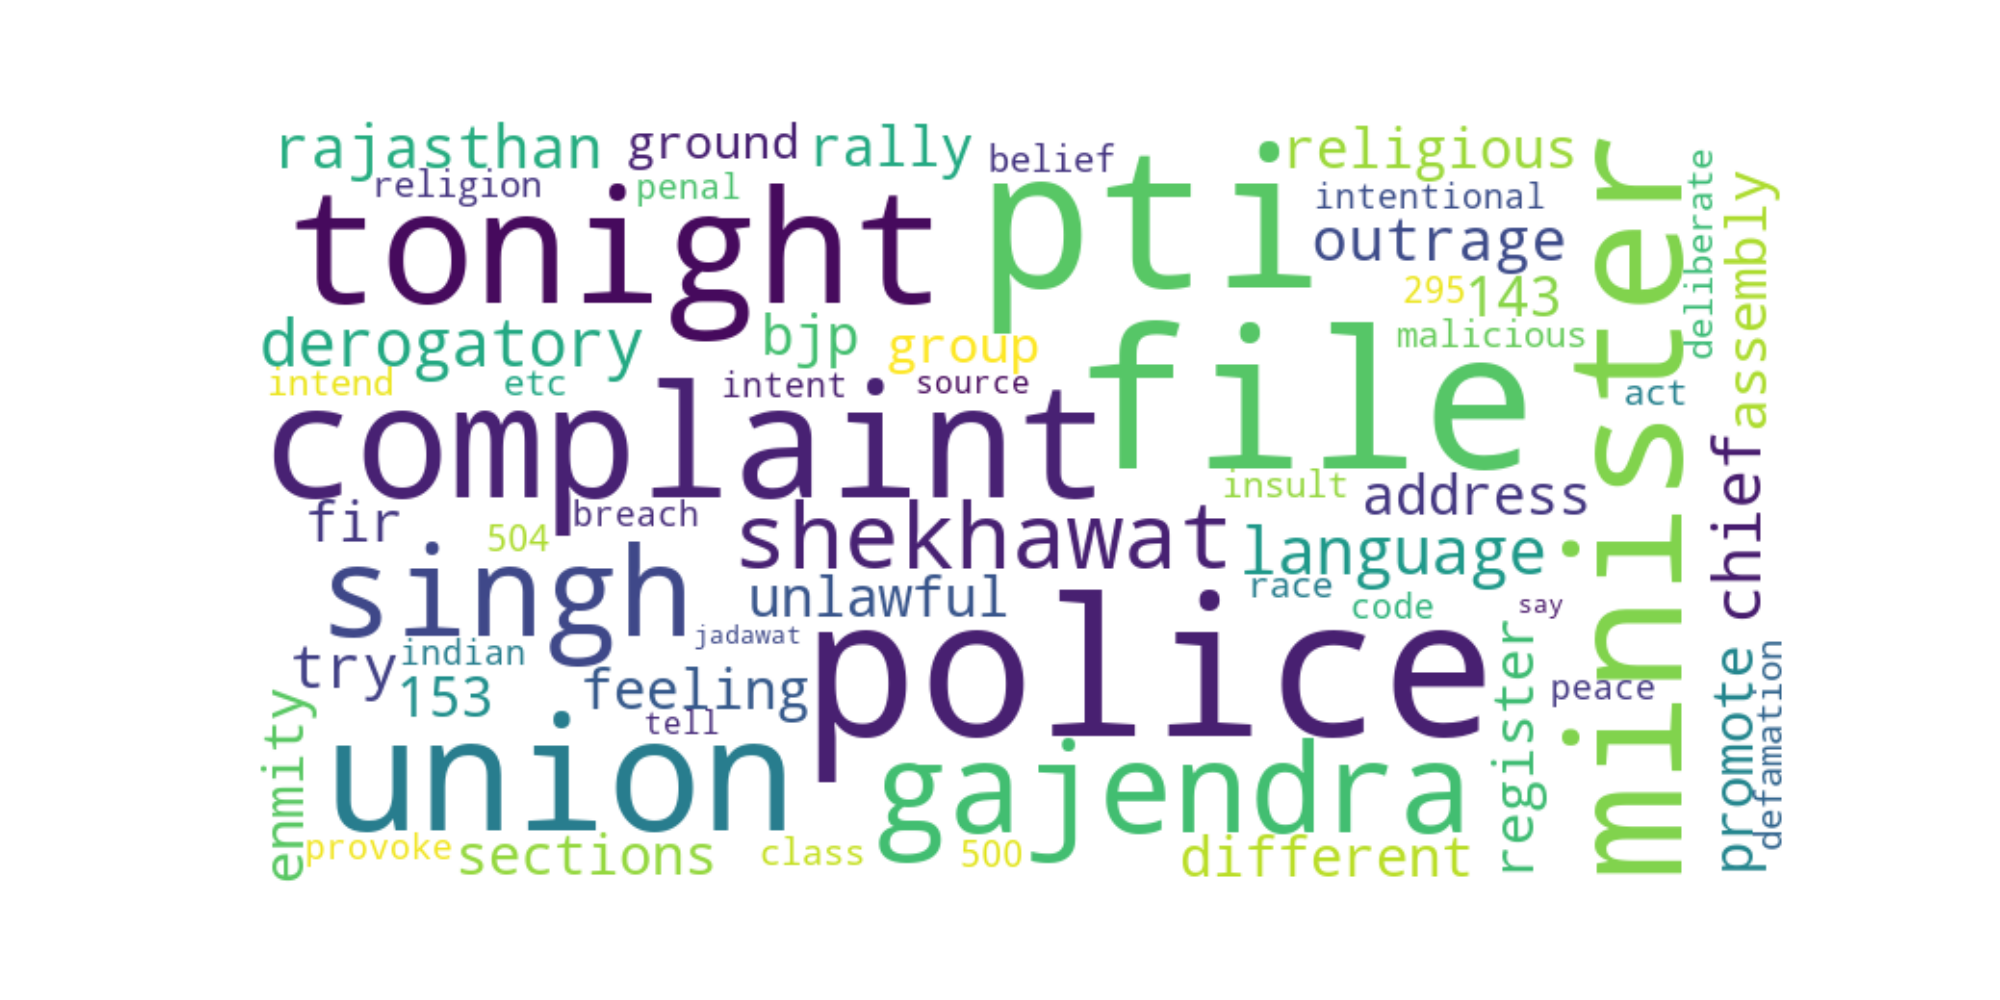 rajasthan
ground
rally
belief
religious
religion
penal
intentional
tonight
pti
outrage
295
143
deliberate
assembly
minister
derogatory
bjp
group
malicious
file
intend
etc
intent
source
act
complaint
insult
address
chief
fir
504
breach
shekhawat
language
singh
unlawful
race
code
say
jadawat
police
try
indian
153
feeling
tell
register
peace
promote
defamation
enmity
union
gajendra
provoke
sections
class
500
different